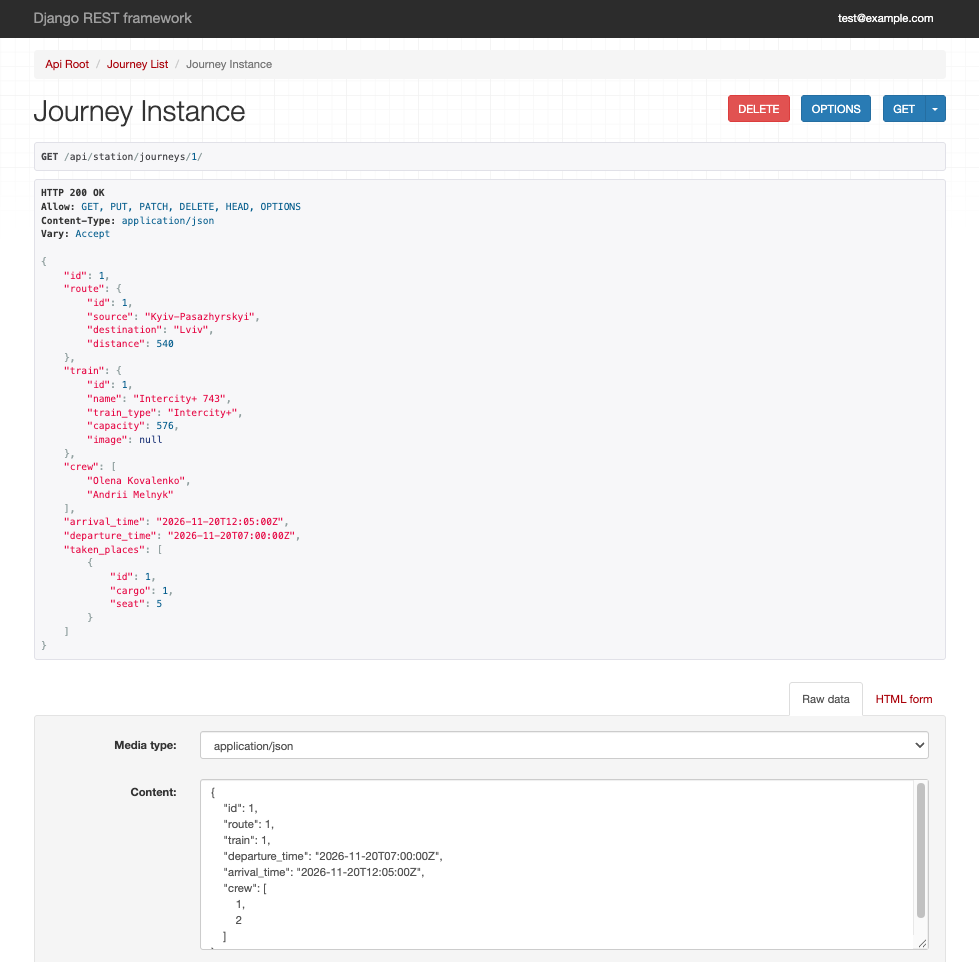 Django REST framework
test@example.com
Api Root / Journey List / Journey Instance
Journey Instance
DELETE
OPTIONS
GET
GET /api/station/journeys/1/
HTTP 200 OK
Allow: GET, PUT, PATCH, DELETE, HEAD, OPTIONS
Content-Type: application/json
Vary: Accept
{
    "id": 1,
    "route": {
        "id": 1,
        "source": "Kyiv-Pasazhyrskyi",
        "destination": "Lviv",
        "distance": 540
    },
    "train": {
        "id": 1,
        "name": "Intercity+ 743",
        "train_type": "Intercity+",
        "capacity": 576,
        "image": null
    },
    "crew": [
        "Olena Kovalenko",
        "Andrii Melnyk"
    ],
    "arrival_time": "2026-11-20T12:05:00Z",
    "departure_time": "2026-11-20T07:00:00Z",
    "taken_places": [
        {
            "id": 1,
            "cargo": 1,
            "seat": 5
        }
    ]
}
Raw data
HTML form
Media type:
application/json
Content:
{
    "id": 1,
    "route": 1,
    "train": 1,
    "departure_time": "2026-11-20T07:00:00Z",
    "arrival_time": "2026-11-20T12:05:00Z",
    "crew": [
        1,
        2
    ]